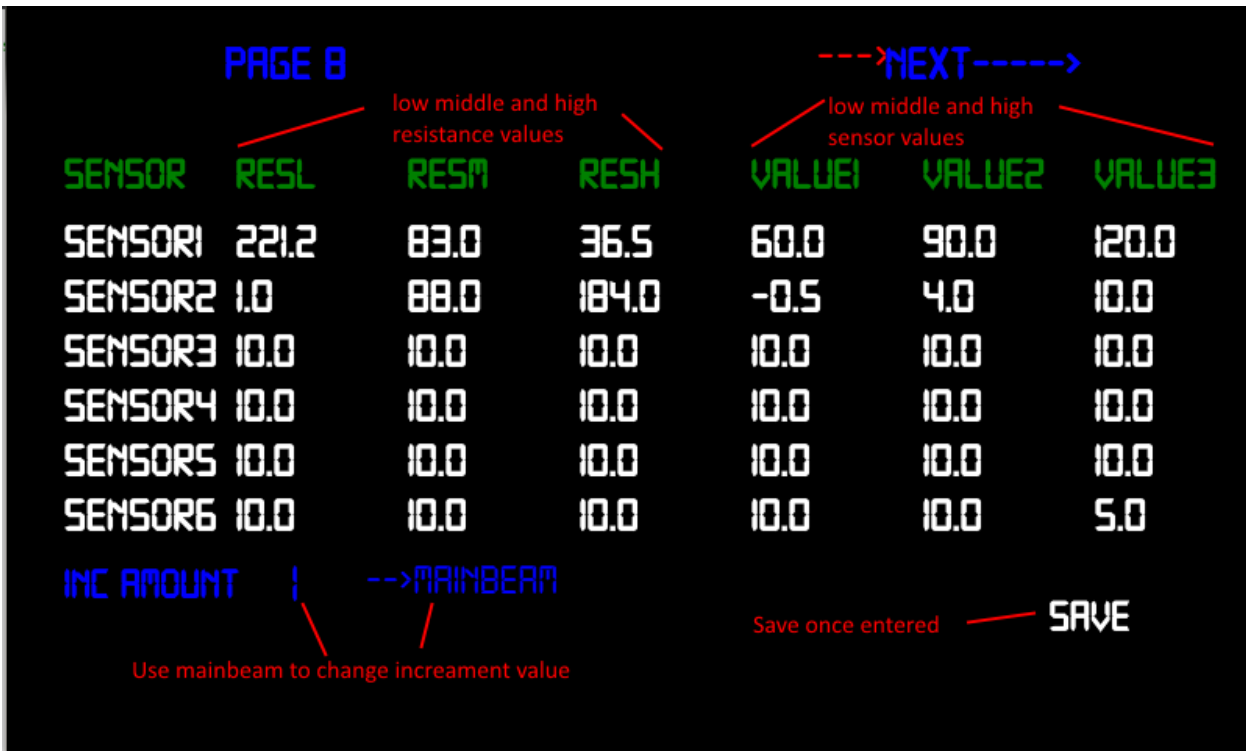 PAGE 8 --->NEXT----->
low middle and high
resistance values
low middle and high
sensor values
SENSOR RESL RESM RESH VALUE1 VALUE2 VALUE3
SENSOR1 221.2 83.0 36.5 60.0 90.0 120.0
SENSOR2 1.0 88.0 184.0 -0.5 4.0 10.0
SENSOR3 10.0 10.0 10.0 10.0 10.0 10.0
SENSOR4 10.0 10.0 10.0 10.0 10.0 10.0
SENSOR5 10.0 10.0 10.0 10.0 10.0 10.0
SENSOR6 10.0 10.0 10.0 10.0 10.0 5.0
INC AMOUNT 1 -->MAINBEAM
Save once entered SAVE
Use mainbeam to change increament value